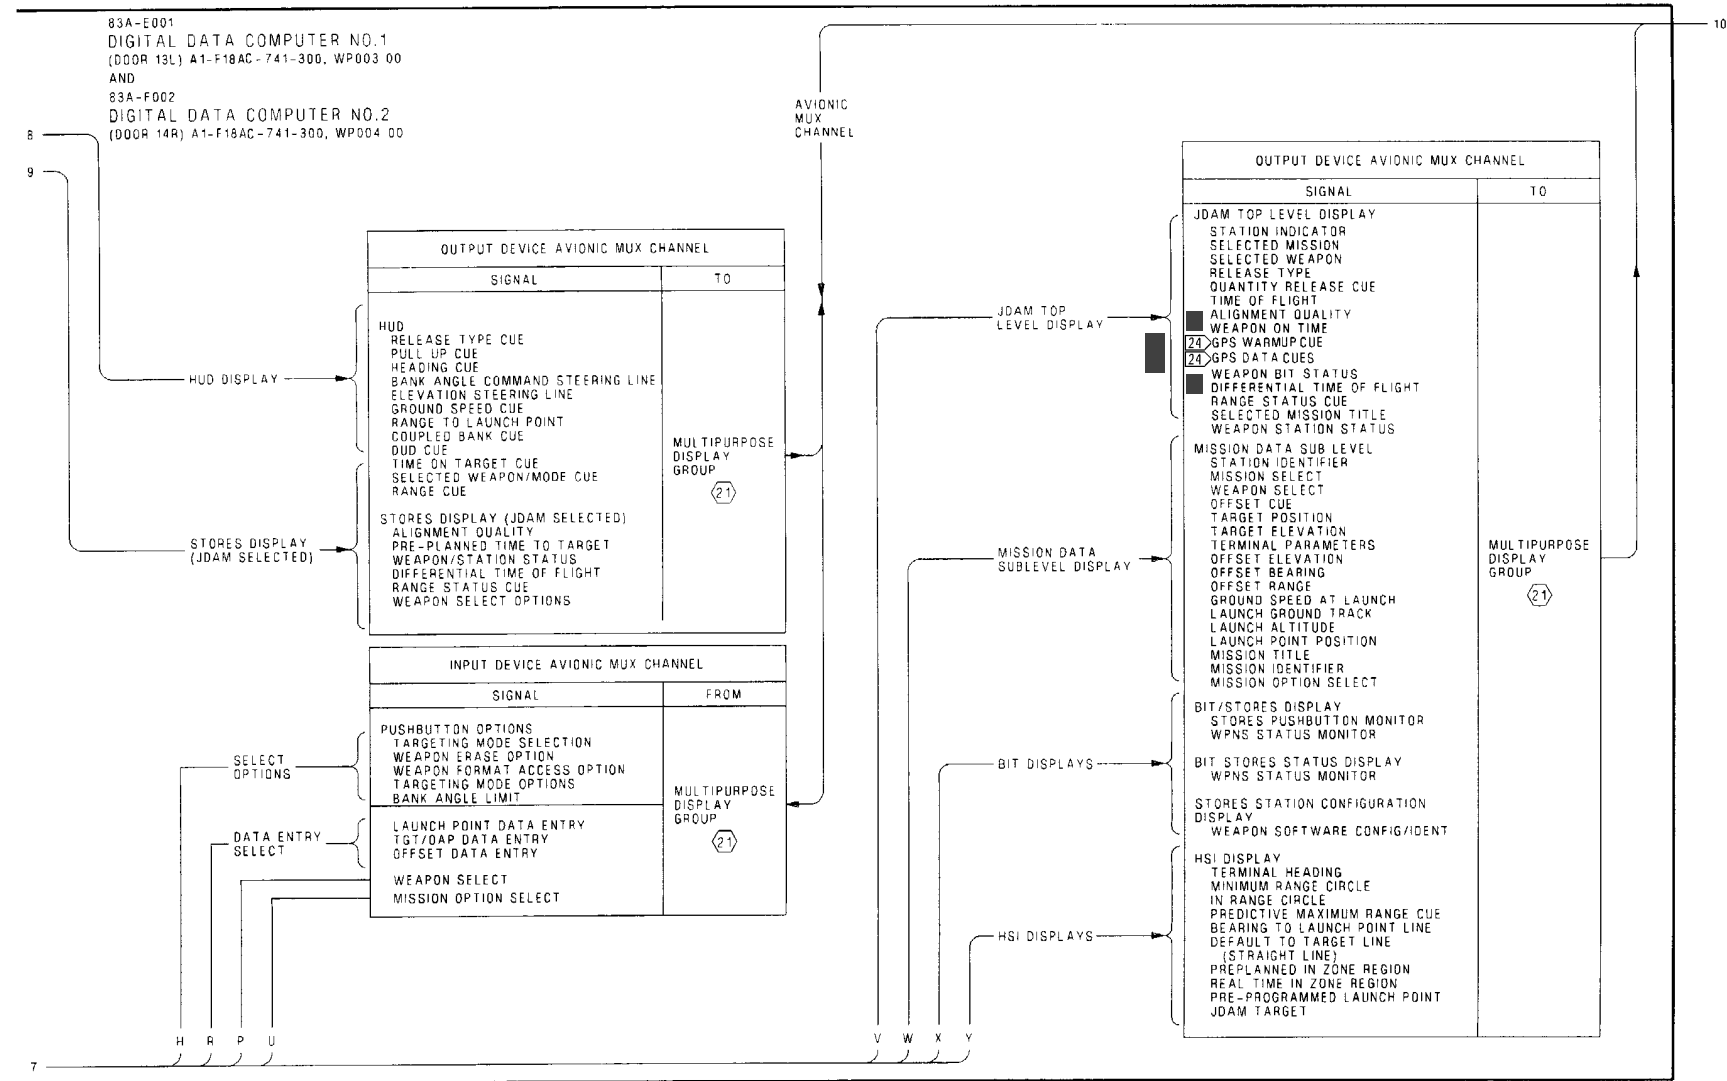 83A-E001
DIGITAL DATA COMPUTER NO.1
(DOOR 13L) A1-F18AC-741-300, WP003 00
AND
83A-F002
DIGITAL DATA COMPUTER NO.2
(DOOR 14R) A1-F18AC-741-300, WP004 00
8
9
10
AVIONIC
MUX
CHANNEL
OUTPUT DEVICE AVIONIC MUX CHANNEL
SIGNAL TO
HUD
RELEASE TYPE CUE
PULL UP CUE
HEADING CUE
BANK ANGLE COMMAND STEERING LINE
ELEVATION STEERING LINE
GROUND SPEED CUE
RANGE TO LAUNCH POINT
COUPLED BANK CUE
DUD CUE
TIME ON TARGET CUE
SELECTED WEAPON/MODE CUE
RANGE CUE
STORES DISPLAY (JDAM SELECTED)
ALIGNMENT QUALITY
PRE-PLANNED TIME TO TARGET
WEAPON/STATION STATUS
DIFFERENTIAL TIME OF FLIGHT
RANGE STATUS CUE
WEAPON SELECT OPTIONS
MULTIPURPOSE
DISPLAY
GROUP
21
HUD DISPLAY
STORES DISPLAY
(JDAM SELECTED)
INPUT DEVICE AVIONIC MUX CHANNEL
SIGNAL FROM
PUSHBUTTON OPTIONS
TARGETING MODE SELECTION
WEAPON ERASE OPTION
WEAPON FORMAT ACCESS OPTION
TARGETING MODE OPTIONS
BANK ANGLE LIMIT
LAUNCH POINT DATA ENTRY
TGT/OAP DATA ENTRY
OFFSET DATA ENTRY
WEAPON SELECT
MISSION OPTION SELECT
MULTIPURPOSE
DISPLAY
GROUP
21
SELECT
OPTIONS
DATA ENTRY
SELECT
H R P U
7
OUTPUT DEVICE AVIONIC MUX CHANNEL
SIGNAL TO
JDAM TOP LEVEL DISPLAY
STATION INDICATOR
SELECTED MISSION
SELECTED WEAPON
RELEASE TYPE
QUANTITY RELEASE CUE
TIME OF FLIGHT
ALIGNMENT QUALITY
WEAPON ON TIME
24 GPS WARMUP CUE
24 GPS DATA CUES
WEAPON BIT STATUS
DIFFERENTIAL TIME OF FLIGHT
RANGE STATUS CUE
SELECTED MISSION TITLE
WEAPON STATION STATUS
MISSION DATA SUB LEVEL
STATION IDENTIFIER
MISSION SELECT
WEAPON SELECT
OFFSET CUE
TARGET POSITION
TARGET ELEVATION
TERMINAL PARAMETERS
OFFSET ELEVATION
OFFSET BEARING
OFFSET RANGE
GROUND SPEED AT LAUNCH
LAUNCH GROUND TRACK
LAUNCH ALTITUDE
LAUNCH POINT POSITION
MISSION TITLE
MISSION IDENTIFIER
MISSION OPTION SELECT
BIT/STORES DISPLAY
STORES PUSHBUTTON MONITOR
WPNS STATUS MONITOR
BIT STORES STATUS DISPLAY
WPNS STATUS MONITOR
STORES STATION CONFIGURATION
DISPLAY
WEAPON SOFTWARE CONFIG/IDENT
HSI DISPLAY
TERMINAL HEADING
MINIMUM RANGE CIRCLE
IN RANGE CIRCLE
PREDICTIVE MAXIMUM RANGE CUE
BEARING TO LAUNCH POINT LINE
DEFAULT TO TARGET LINE
(STRAIGHT LINE)
PREPLANNED IN ZONE REGION
REAL TIME IN ZONE REGION
PRE-PROGRAMMED LAUNCH POINT
JDAM TARGET
MULTIPURPOSE
DISPLAY
GROUP
21
JDAM TOP
LEVEL DISPLAY
MISSION DATA
SUBLEVEL DISPLAY
BIT DISPLAYS
HSI DISPLAYS
V W X Y